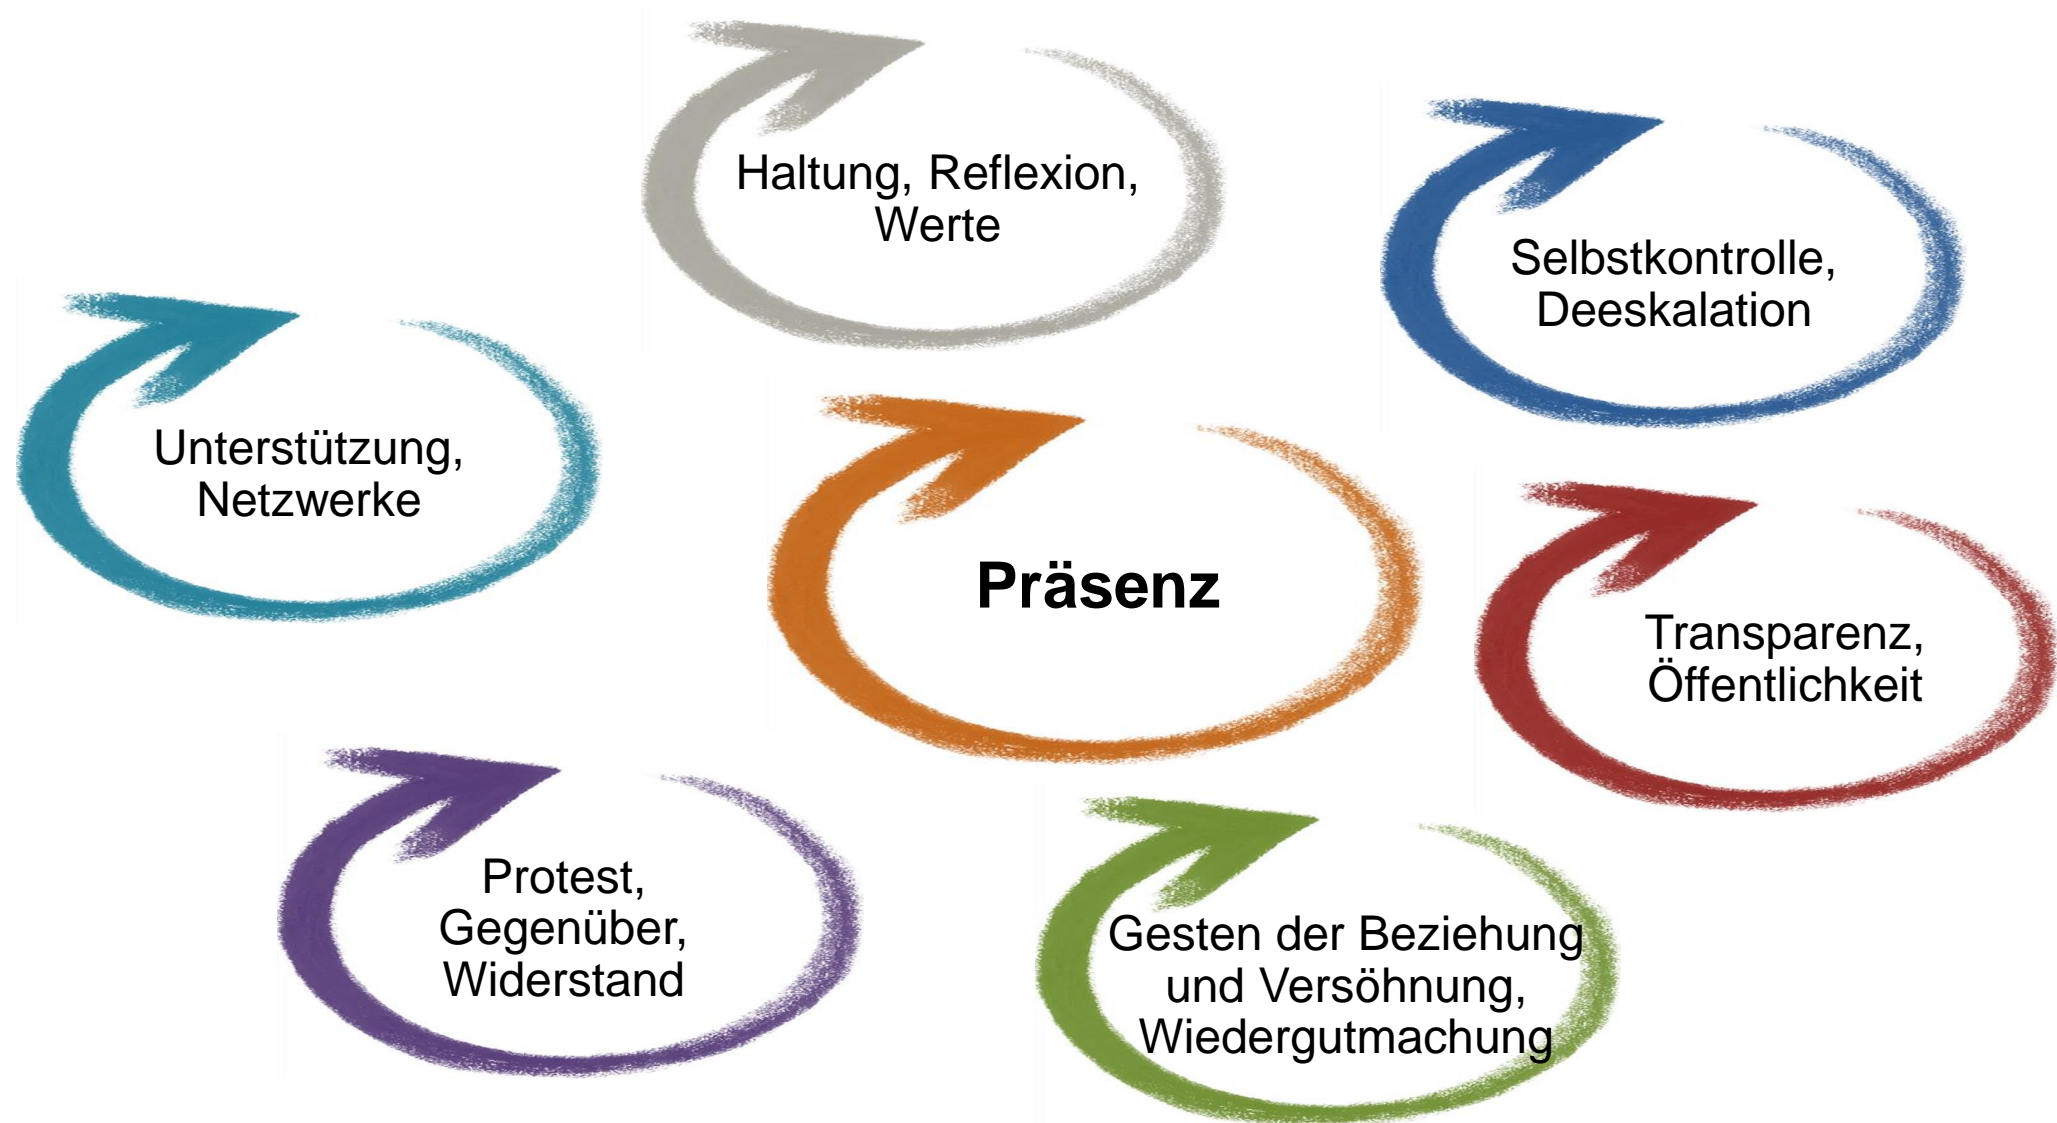 Haltung, Reflexion,
Werte
Selbstkontrolle,
Deeskalation
Unterstützung,
Netzwerke
Präsenz
Transparenz,
Öffentlichkeit
Protest,
Gegenüber,
Widerstand
Gesten der Beziehung
und Versöhnung,
Wiedergutmachung